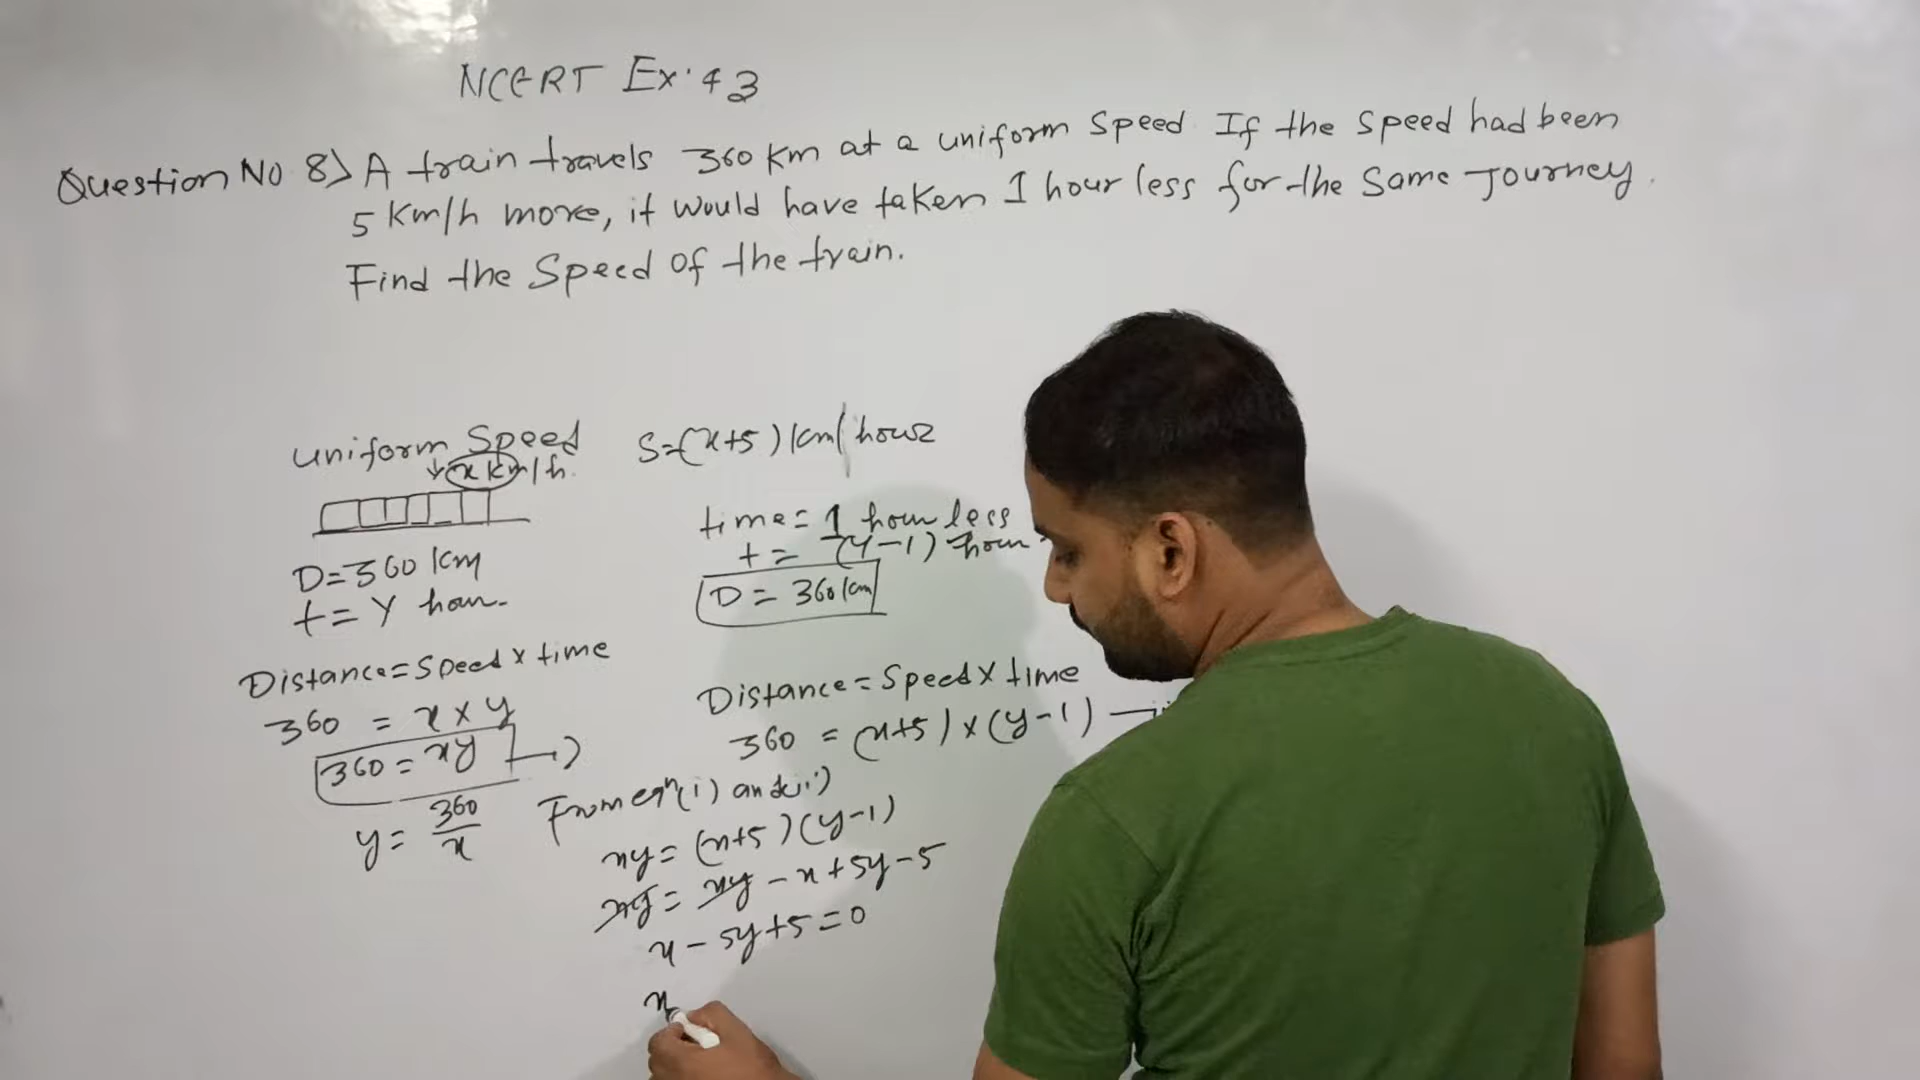 NCERT Ex. 4.3
Question No 8) A train travels 360 km at a uniform speed. If the speed had been
5 km/h more, it would have taken 1 hour less for the same Journey.
Find the speed of the train.
Uniform Speed
x km/h.
D=360 km
t= Y hour
Distance=Speed×time
360 = x × y
360 = xy
y= 360/x
S=(x+5) km/hour
time= 1 hour less
t= (y-1) hour
D= 360 km
Distance=Speed×time
360 = (x+5)×(y-1)
From eqn (i) and ii)
xy= (x+5)(y-1)
xy= xy - x+5y-5
x - 5y+5=0
x